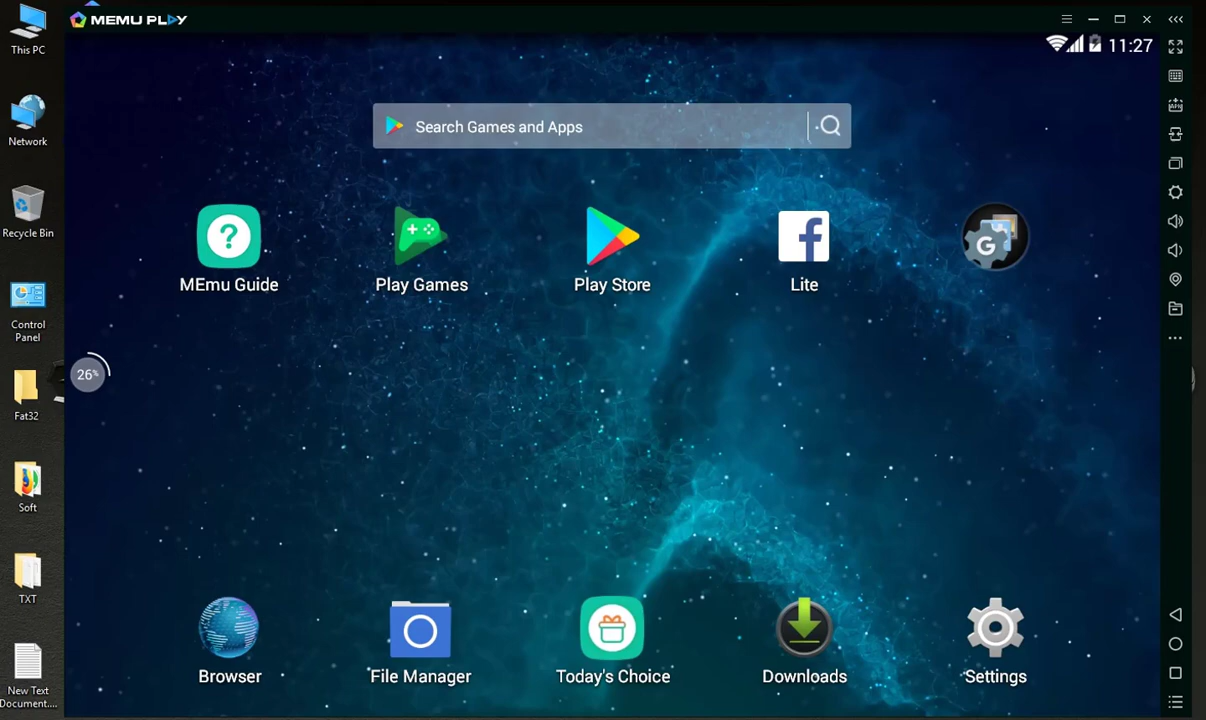 MEMU PLAY
11:27
Search Games and Apps
MEmu Guide
Play Games
Play Store
Lite
G
26%
Browser
File Manager
Today's Choice
Downloads
Settings
This PC
Network
Recycle Bin
Control
Panel
Fat32
Soft
TXT
New Text
Document....
APK